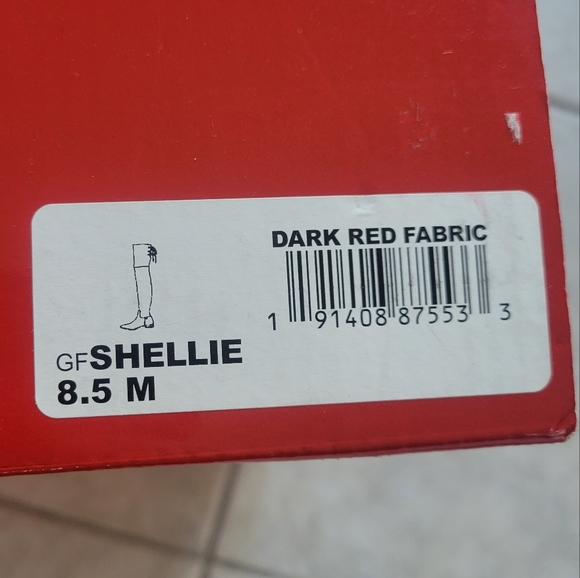 DARK RED FABRIC
1 91408 87553 3
GFSHELLIE
8.5 M